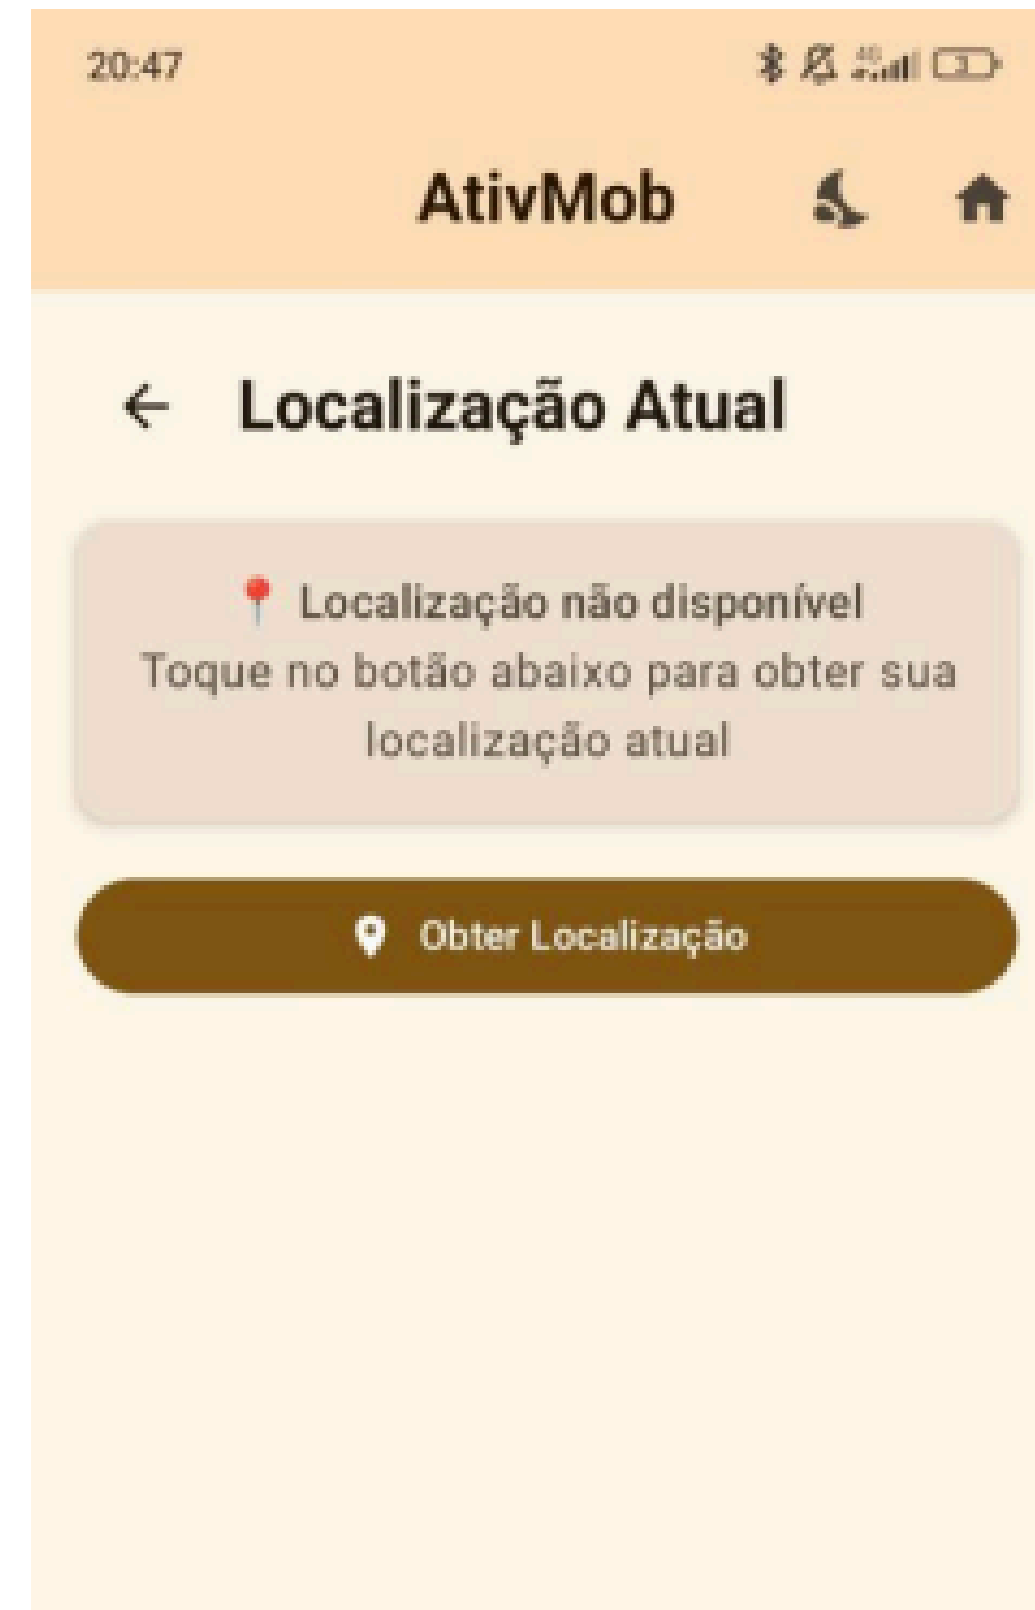 20:47
AtivMob
Localização Atual
Localização não disponível
Toque no botão abaixo para obter sua
localização atual
Obter Localização